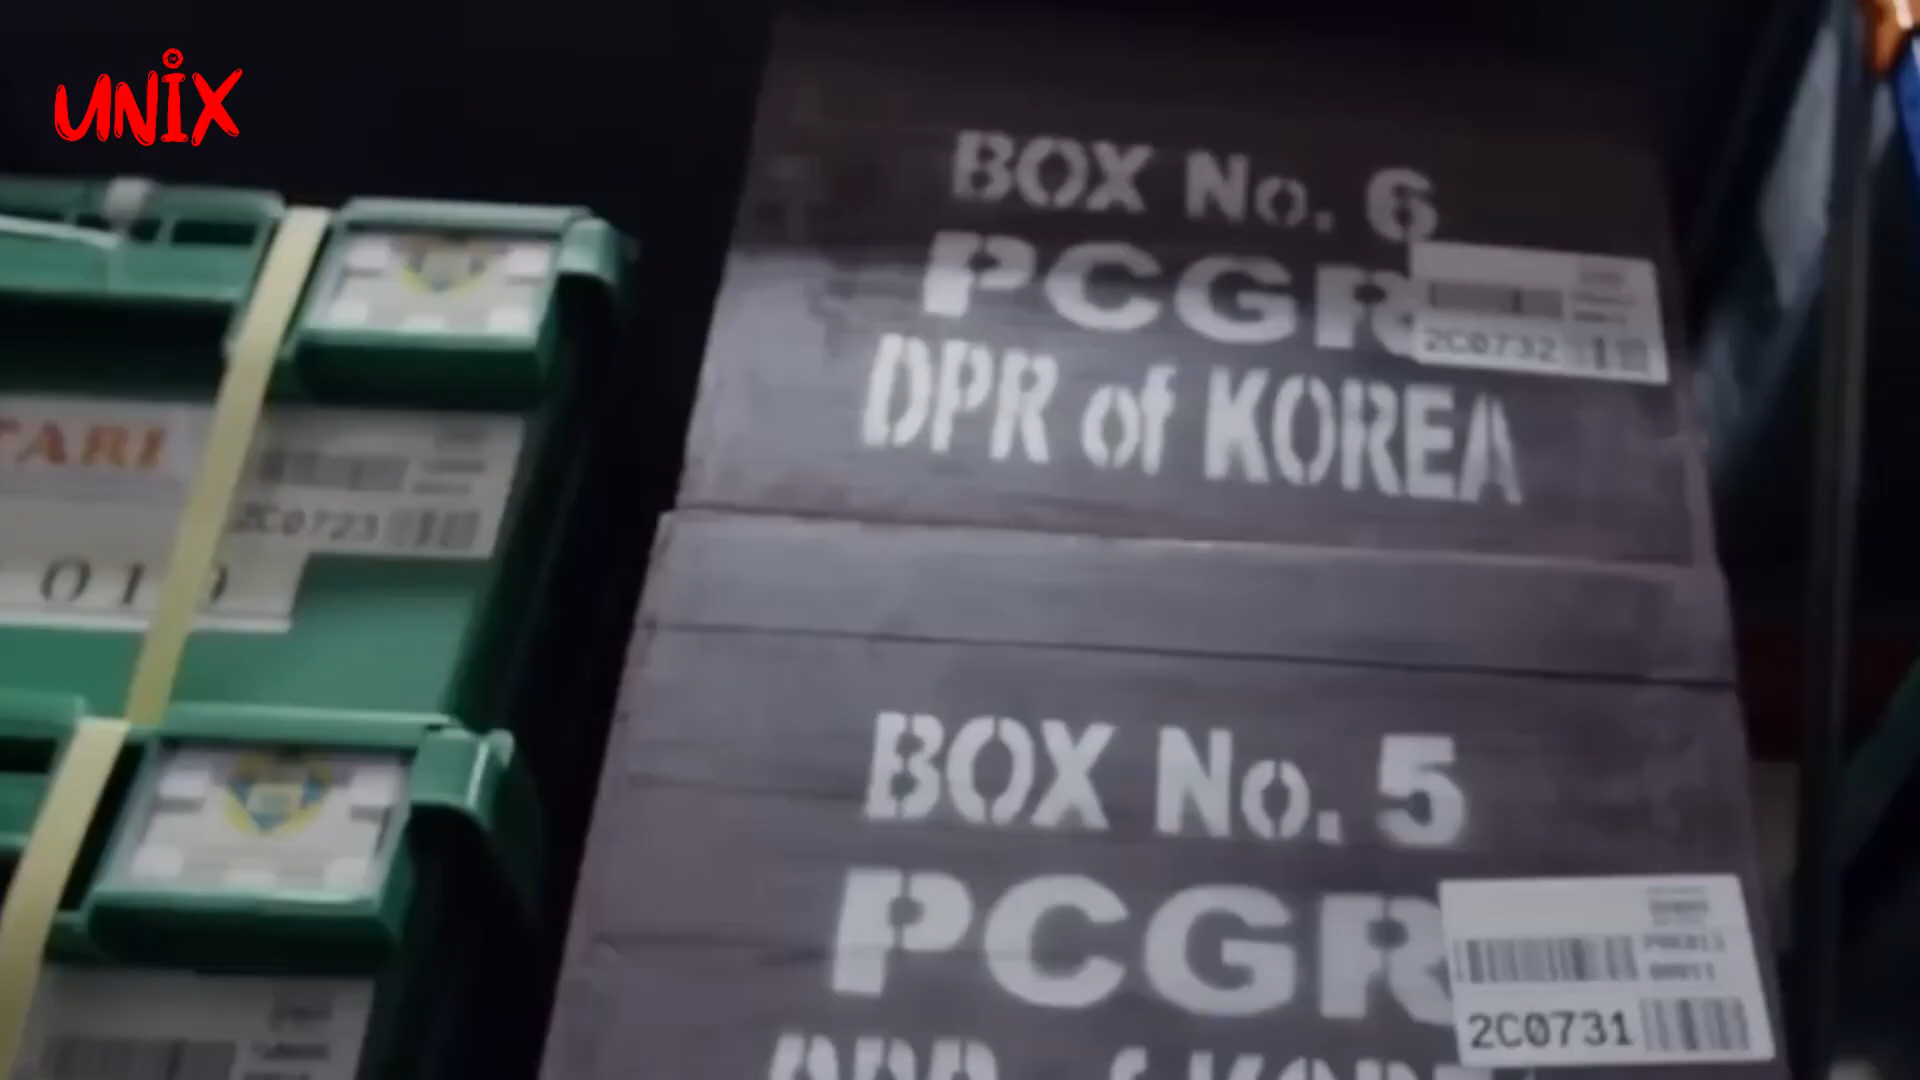 UNIX
BOX No. 6
PCGR
2C0732
DPR of KOREA
TARI
2C0723
BOX No. 5
PCGR
2C0731